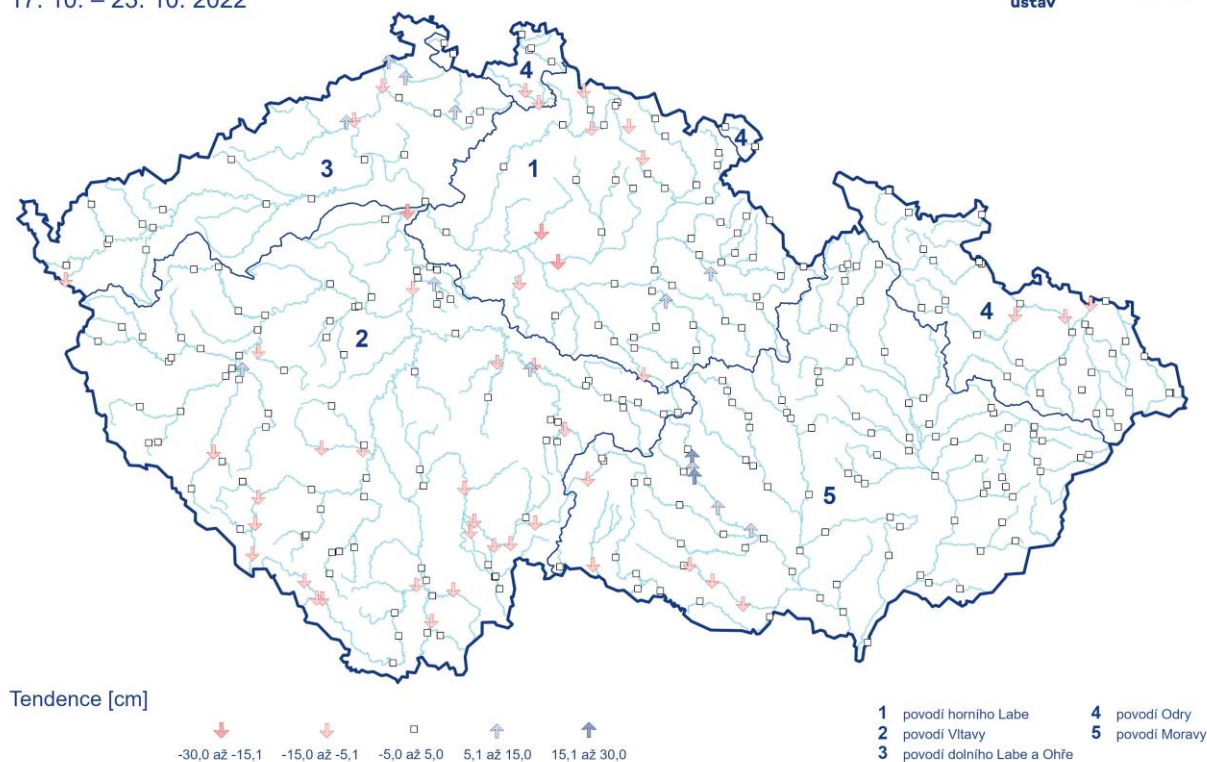 17. 10. – 23. 10. 2022
ústav
4
4
3
1
4
2
5
Tendence [cm]
-30,0 až -15,1
-15,0 až -5,1
-5,0 až 5,0
5,1 až 15,0
15,1 až 30,0
1 povodí horního Labe
2 povodí Vltavy
3 povodí dolního Labe a Ohře
4 povodí Odry
5 povodí Moravy